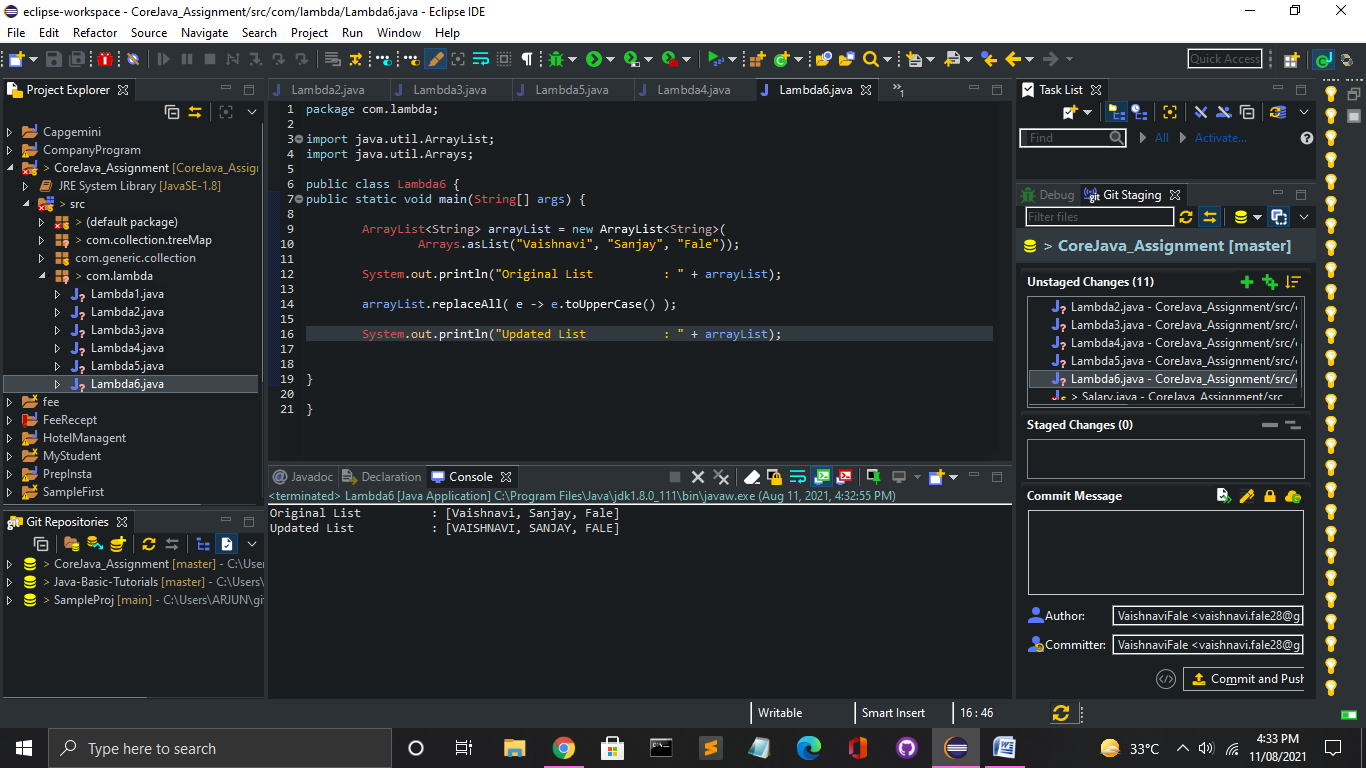 eclipse-workspace - CoreJava_Assignment/src/com/lambda/Lambda6.java - Eclipse IDE
File Edit Refactor Source Navigate Search Project Run Window Help
Quick Access
Project Explorer
Capgemini
CompanyProgram
> CoreJava_Assignment [CoreJava_Assign
JRE System Library [JavaSE-1.8]
> src
> (default package)
> com.collection.treeMap
com.generic.collection
> com.lambda
Lambda1.java
Lambda2.java
Lambda3.java
Lambda4.java
Lambda5.java
Lambda6.java
fee
FeeRecept
HotelManagent
MyStudent
PrepInsta
SampleFirst
Git Repositories
> CoreJava_Assignment [master] - C:\User
> Java-Basic-Tutorials [master] - C:\Users\
> SampleProj [main] - C:\Users\ARJUN\gi
Lambda2.java Lambda3.java Lambda5.java Lambda4.java Lambda6.java »1
1 package com.lambda;
2
3 import java.util.ArrayList;
4 import java.util.Arrays;
5
6 public class Lambda6 {
7 public static void main(String[] args) {
8
9 ArrayList<String> arrayList = new ArrayList<String>(
10 Arrays.asList("Vaishnavi", "Sanjay", "Fale"));
11
12 System.out.println("Original List : " + arrayList);
13
14 arrayList.replaceAll( e -> e.toUpperCase() );
15
16 System.out.println("Updated List : " + arrayList);
17
18
19 }
20
21 }
Javadoc Declaration Console
<terminated> Lambda6 [Java Application] C:\Program Files\Java\jdk1.8.0_111\bin\javaw.exe (Aug 11, 2021, 4:32:55 PM)
Original List : [Vaishnavi, Sanjay, Fale]
Updated List : [VAISHNAVI, SANJAY, FALE]
Task List
Find All Activate...
Debug Git Staging
Filter files
> CoreJava_Assignment [master]
Unstaged Changes (11)
Lambda2.java - CoreJava_Assignment/src/
Lambda3.java - CoreJava_Assignment/src/
Lambda4.java - CoreJava_Assignment/src/
Lambda5.java - CoreJava_Assignment/src/
Lambda6.java - CoreJava_Assignment/src/
> Salary.java - CoreJava_Assignment/src
Staged Changes (0)
Commit Message
Author: VaishnaviFale <vaishnavi.fale28@g
Committer: VaishnaviFale <vaishnavi.fale28@g
Commit and Push
Writable Smart Insert 16 : 46
Type here to search
33°C
4:33 PM
11/08/2021